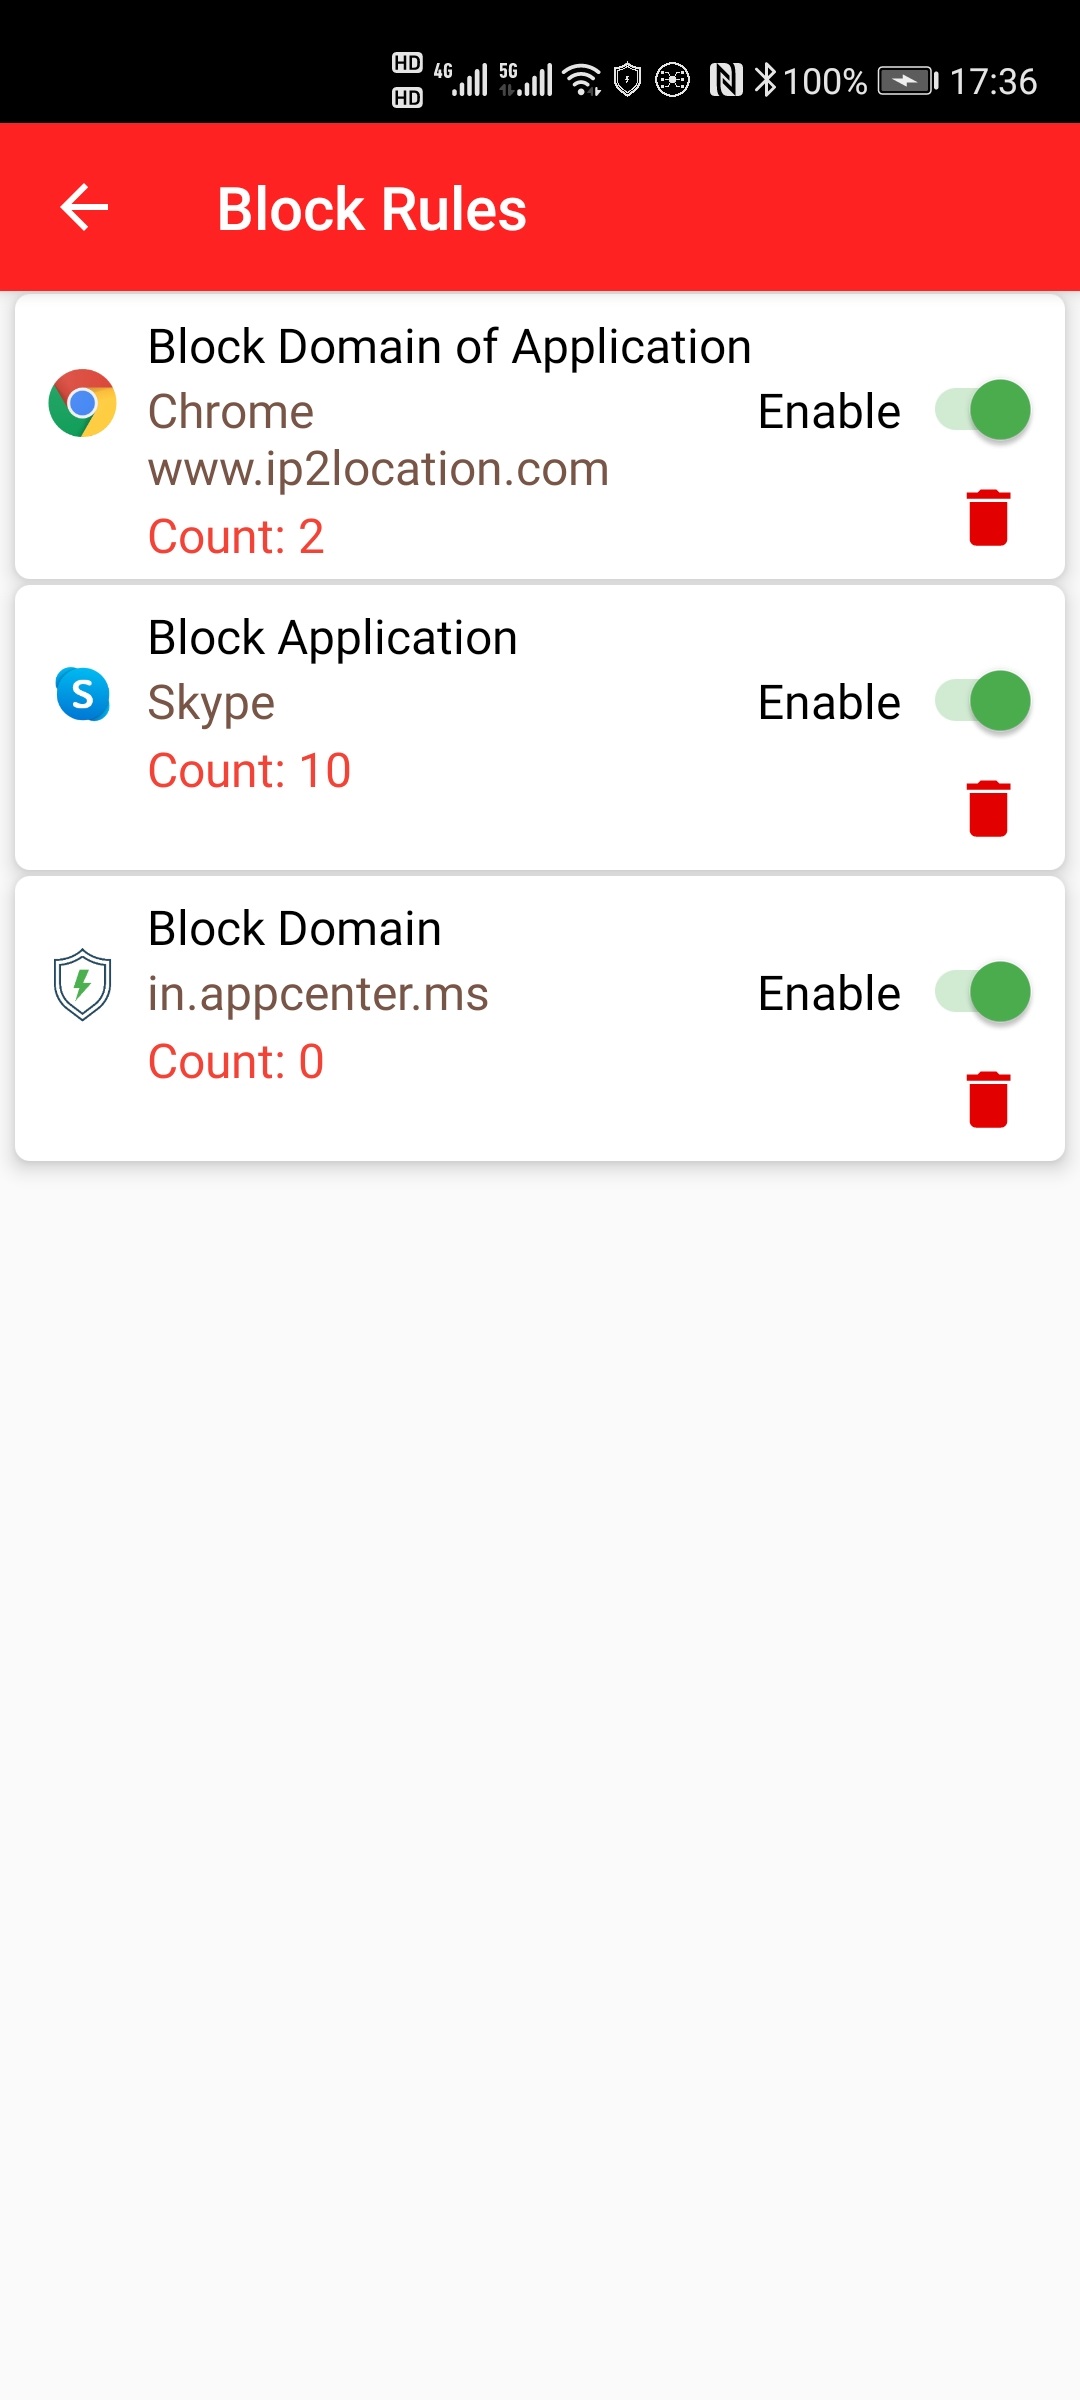 HD
HD
4G
5G
100%
17:36
Block Rules
Block Domain of Application
Chrome
Enable
www.ip2location.com
Count: 2
Block Application
S
Skype
Enable
Count: 10
Block Domain
in.appcenter.ms
Enable
Count: 0